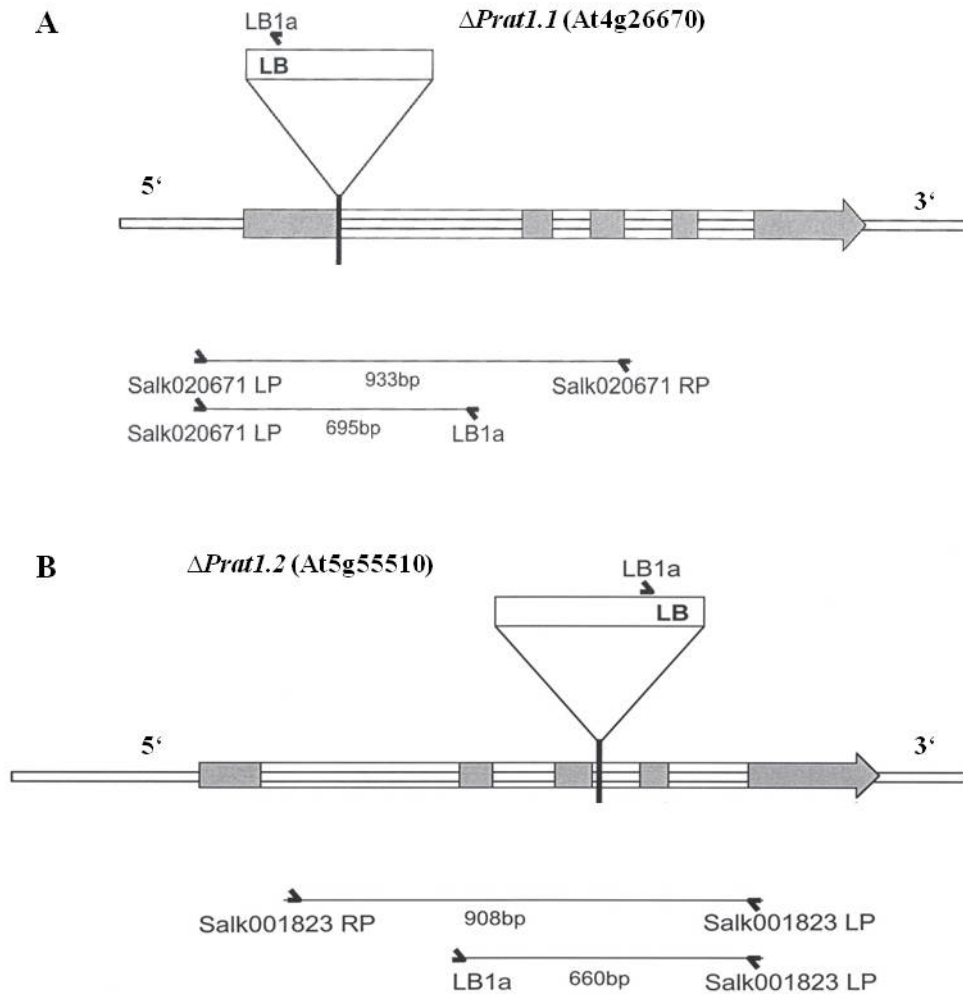 A
ΔPrat1.1 (At4g26670)
LB1a
LB
5‘
3‘
933bp
Salk020671 LP
Salk020671 RP
695bp
Salk020671 LP
LB1a
B
ΔPrat1.2 (At5g55510)
LB1a
LB
5‘
3‘
Salk001823 RP
908bp
Salk001823 LP
LB1a
660bp
Salk001823 LP